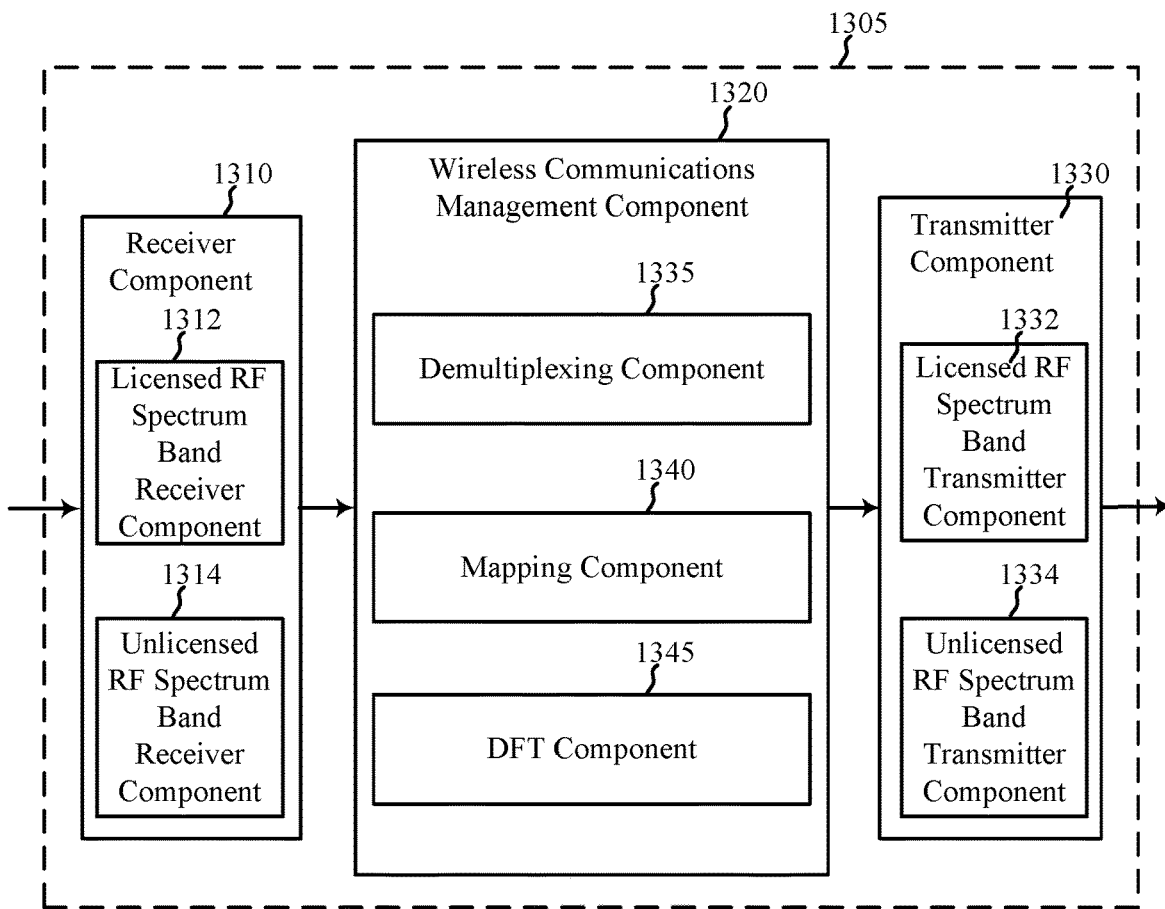 1305
1320
1310
1330
Wireless Communications
Management Component
Receiver
Component
Transmitter
Component
1335
1312
1332
Demultiplexing Component
Licensed RF
Spectrum
Band
Receiver
Component
Licensed RF
Spectrum
Band
Transmitter
Component
1340
Mapping Component
1314
1334
Unlicensed
RF Spectrum
Band
Receiver
Component
1345
DFT Component
Unlicensed
RF Spectrum
Band
Transmitter
Component